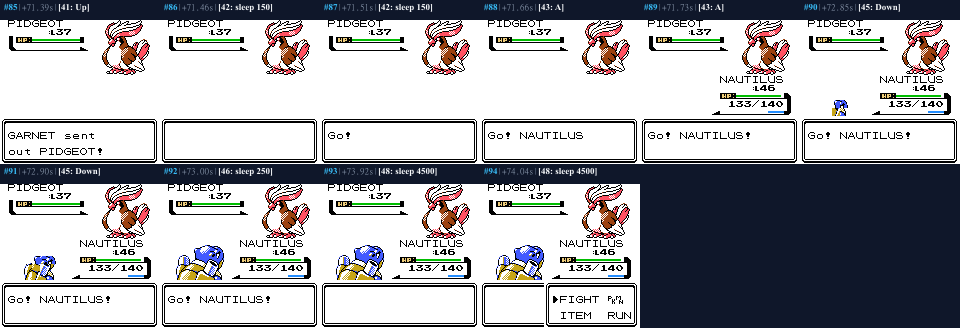 #85|+71.39s| [41: Up]
PIDGEOT
:L37
HP:
GARNET sent
out PIDGEOT!
#86|+71.46s| [42: sleep 150]
PIDGEOT
:L37
HP:
#87|+71.51s| [42: sleep 150]
PIDGEOT
:L37
HP:
Go!
#88|+71.66s| [43: A]
PIDGEOT
:L37
HP:
Go! NAUTILUS
#89|+71.73s| [43: A]
PIDGEOT
:L37
HP:
NAUTILUS
:L46
HP:
133/140
Go! NAUTILUS!
#90|+72.85s| [45: Down]
PIDGEOT
:L37
HP:
NAUTILUS
:L46
HP:
133/140
Go! NAUTILUS!
#91|+72.90s| [45: Down]
PIDGEOT
:L37
HP:
NAUTILUS
:L46
HP:
133/140
Go! NAUTILUS!
#92|+73.00s| [46: sleep 250]
PIDGEOT
:L37
HP:
NAUTILUS
:L46
HP:
133/140
Go! NAUTILUS!
#93|+73.92s| [48: sleep 4500]
PIDGEOT
:L37
HP:
NAUTILUS
:L46
HP:
133/140
#94|+74.04s| [48: sleep 4500]
PIDGEOT
:L37
HP:
NAUTILUS
:L46
HP:
133/140
▶FIGHT PKMN
ITEM RUN